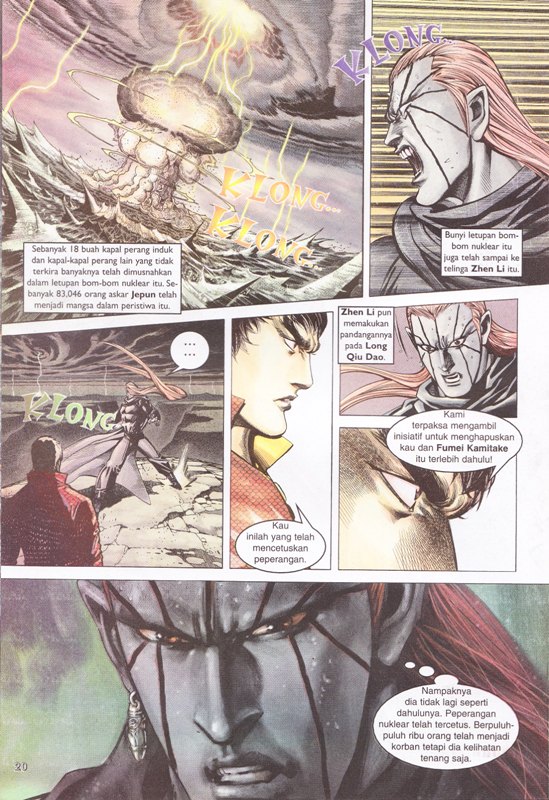 KLONG...
KLONG...
KLONG
Sebanyak 18 buah kapal perang induk
dan kapal-kapal perang lain yang tidak
terkira banyaknya telah dimusnahkan
dalam letupan bom-bom nuklear itu. Se-
banyak 83,046 orang askar Jepun telah
menjadi mangsa dalam peristiwa itu.
Bunyi letupan bom-
bom nuklear itu
juga telah sampai ke
telinga Zhen Li itu.
...
...
KLONG
Kau
inilah yang telah
mencetuskan
peperangan.
Zhen Li pun
memakukan
pandangannya
pada Long
Qiu Dao.
Kami
terpaksa mengambil
inisiatif untuk menghapuskan
kau dan Fumei Kamitake
itu terlebih dahulu!
Nampaknya
dia tidak lagi seperti
dahulunya. Peperangan
nuklear telah tercetus. Berpuluh-
puluh ribu orang telah menjadi
korban tetapi dia kelihatan
tenang saja.
20